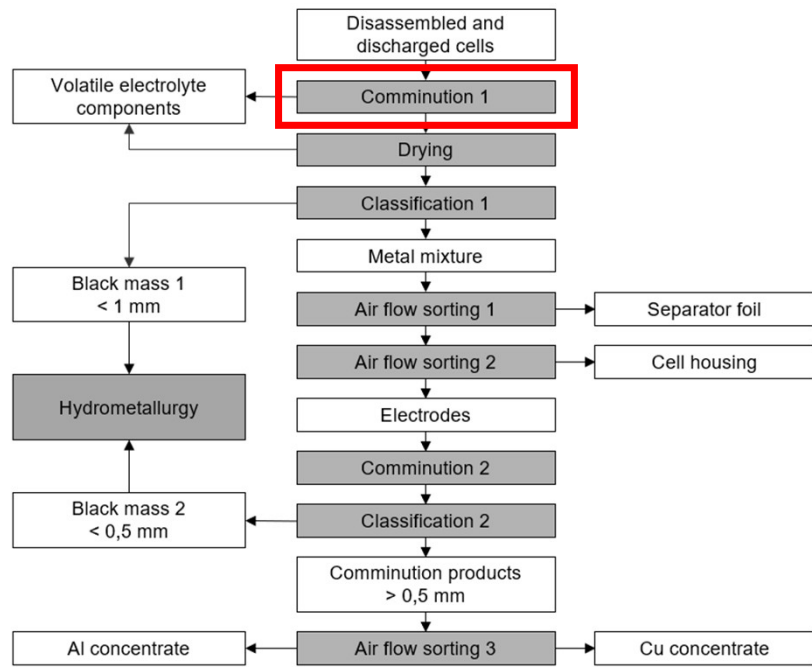 Disassembled and
discharged cells
Volatile electrolyte
components
Comminution 1
Drying
Classification 1
Metal mixture
Black mass 1
< 1 mm
Air flow sorting 1
Separator foil
Air flow sorting 2
Cell housing
Hydrometallurgy
Electrodes
Comminution 2
Black mass 2
< 0,5 mm
Classification 2
Comminution products
> 0,5 mm
Al concentrate
Air flow sorting 3
Cu concentrate